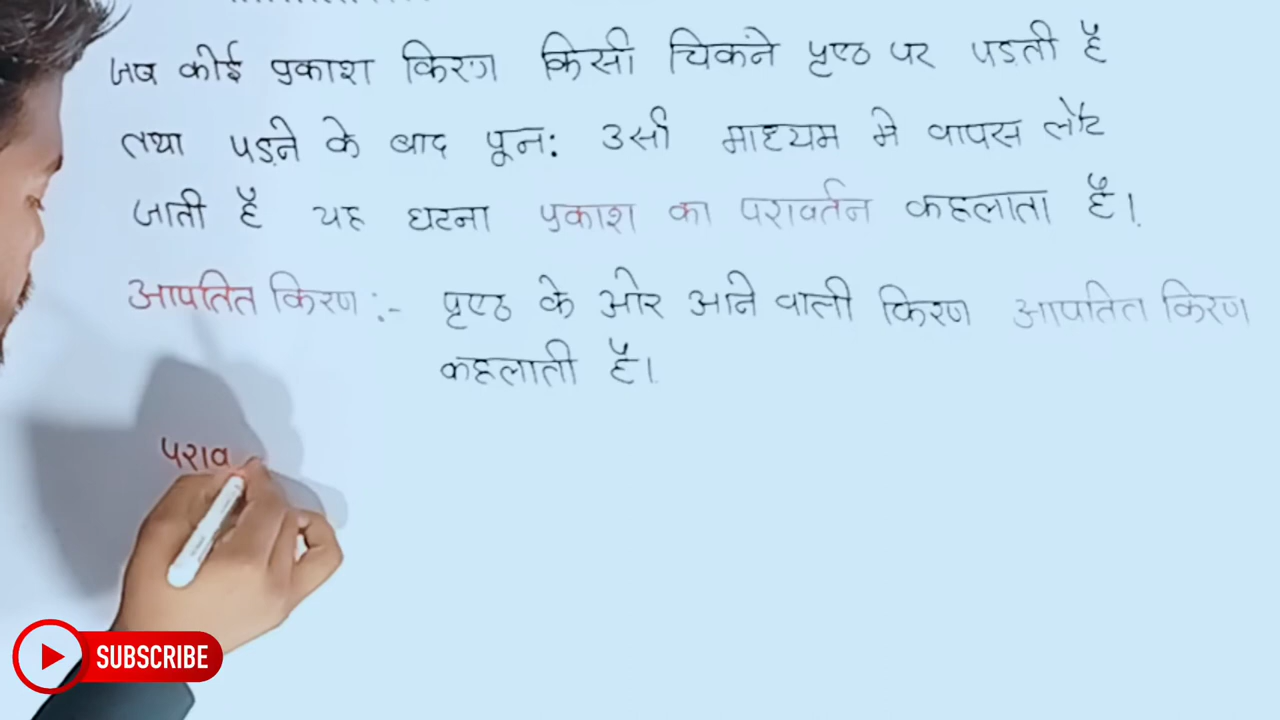 जब कोई प्रकाश किरण किसी चिकने पृष्ठ पर पडती है
तथा पड़ने के बाद पून: उसी माध्यम मे वापस लौट
जाती है यह घटना प्रकाश का परावर्तन कहलाता है।
आपतित किरण :- पृष्ठ के ओर आने वाली किरण आपतित किरण
कहलाती है।
पराव
SUBSCRIBE